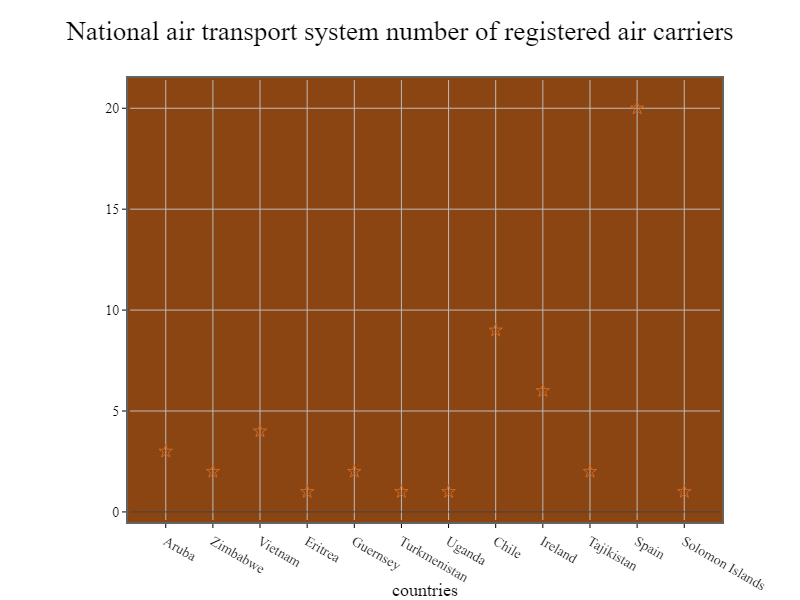 National air transport system number of registered air carriers
20
15
10
5
0
Aruba
Zimbabwe
Vietnam
Eritrea
Guernsey
Turkmenistan
Uganda
Chile
Ireland
Tajikistan
Spain
Solomon Islands
countries